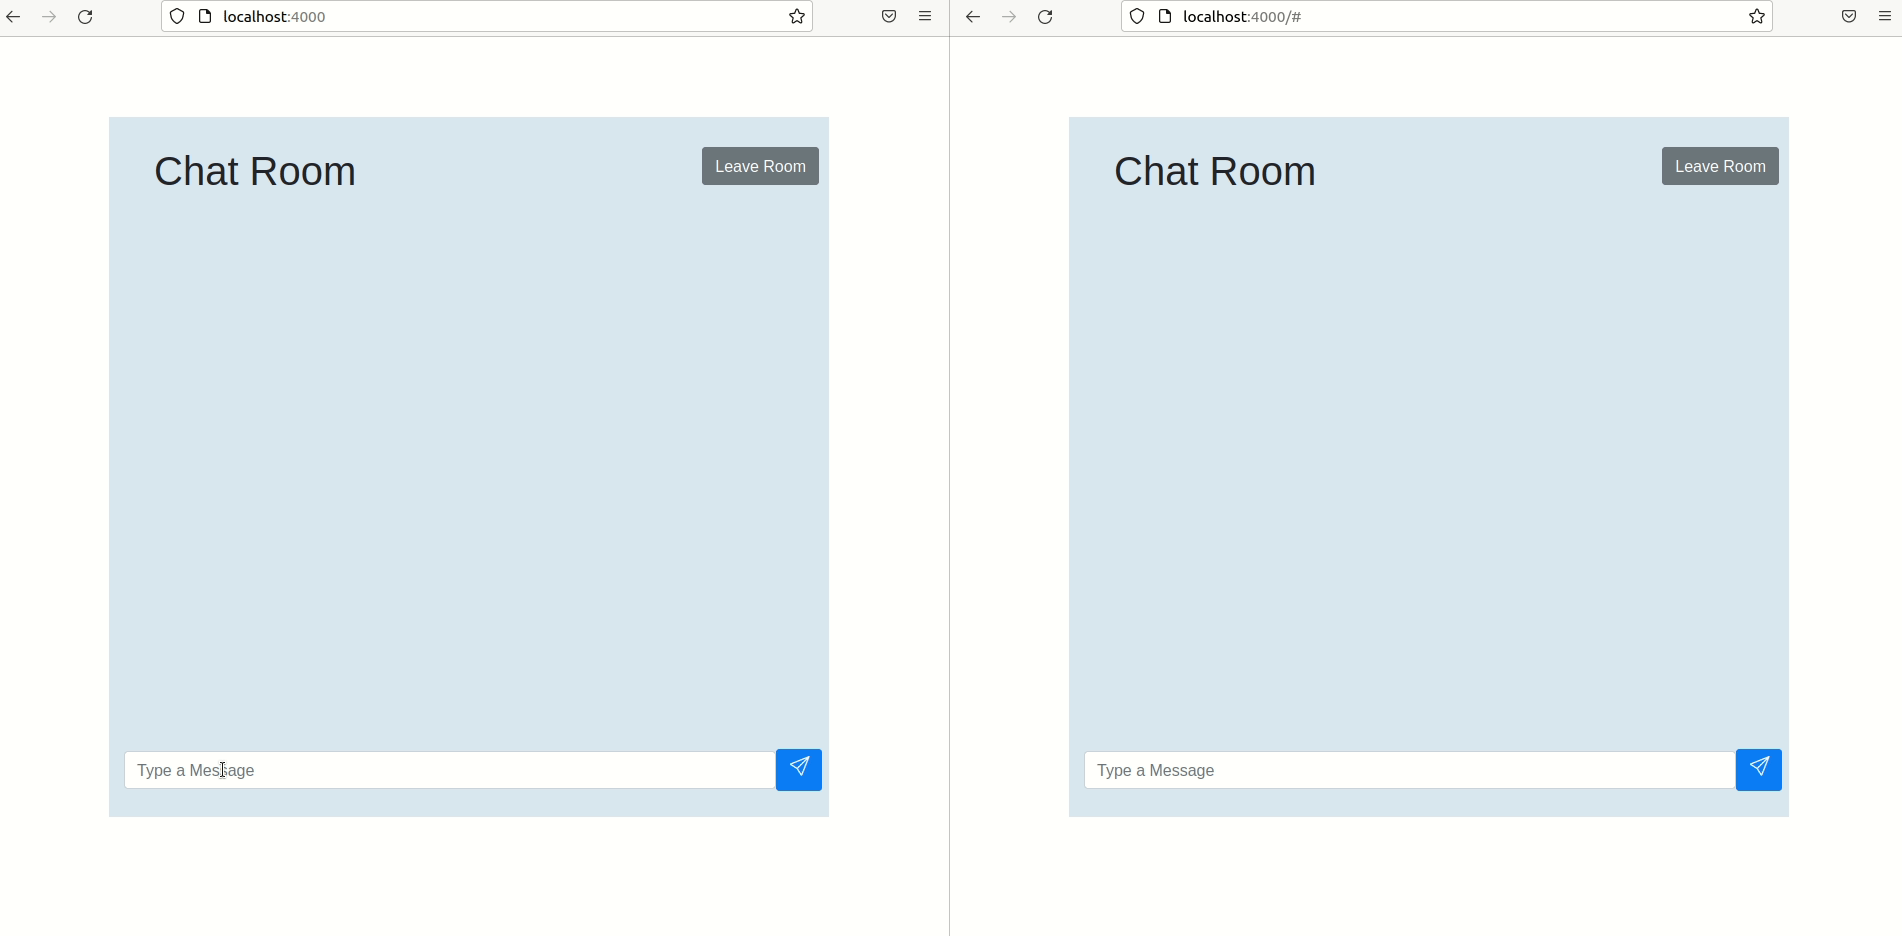 localhost:4000
Chat Room
Leave Room
Type a Message
localhost:4000/#
Chat Room
Leave Room
Type a Message